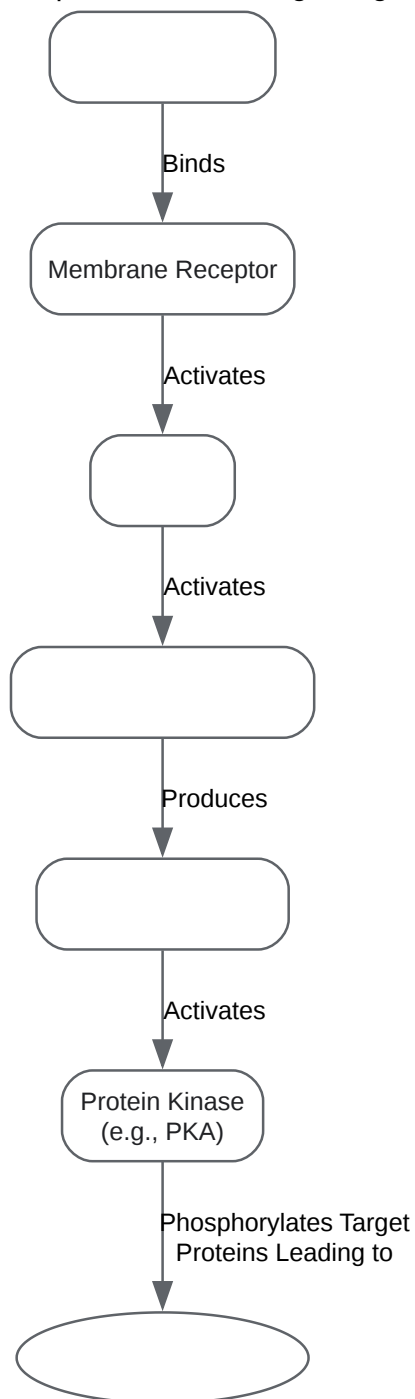 Binds
Membrane Receptor
Activates
Activates
Produces
Activates
Protein Kinase
(e.g., PKA)
Phosphorylates Target
Proteins Leading to